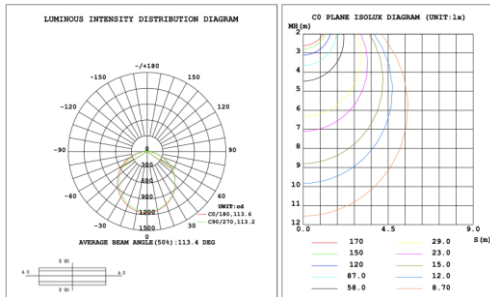 LUMINOUS INTENSITY DISTRIBUTION DIAGRAM
-/+180
-150 150
-120 120
-90 0 90
300
600
-60 900 60
1200
1500
-30 0 30
UNIT:cd
C0/180,113.6
C90/270,113.2
AVERAGE BEAM ANGLE(50%):113.4 DEG
C0 PLANE ISOLUX DIAGRAM (UNIT:lx)
MH(m)
2
3
4
5
6
7
8
9
10
11
12
0.0 4.5 9.0
S(m)
170 29.0
150 23.0
120 15.0
87.0 12.0
58.0 8.70